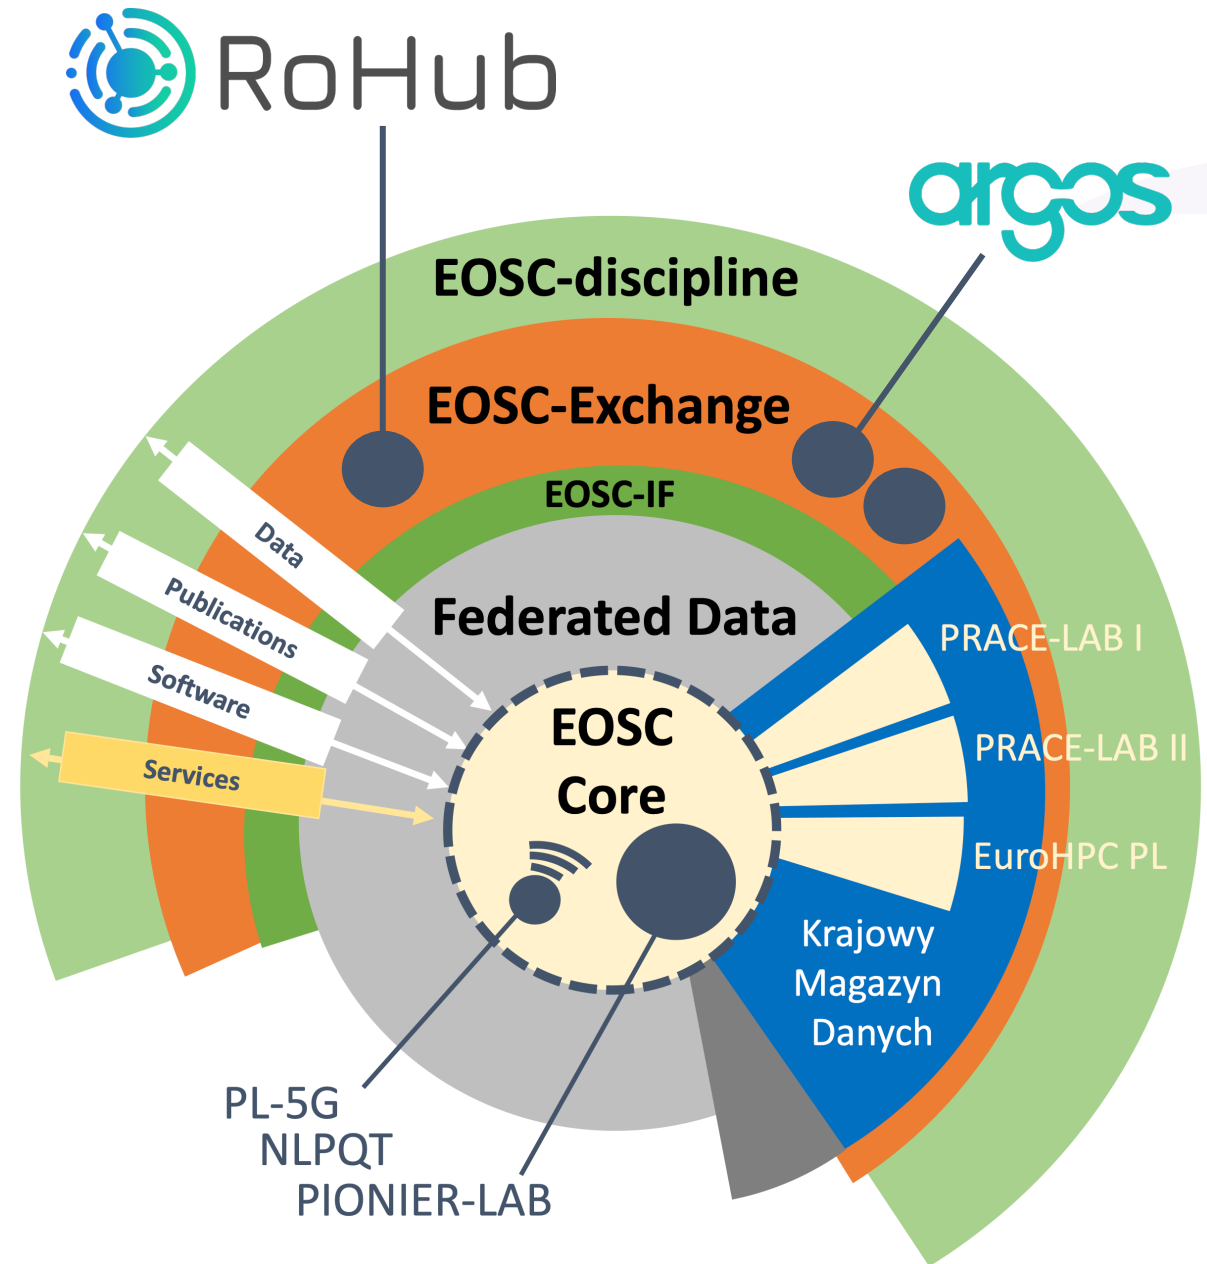 RoHub
argos
EOSC-discipline
EOSC-Exchange
EOSC-IF
Data
Publications
Software
Services
Federated Data
EOSC
Core
PRACE-LAB I
PRACE-LAB II
EuroHPC PL
Krajowy
Magazyn
Danych
PL-5G
NLPQT
PIONIER-LAB